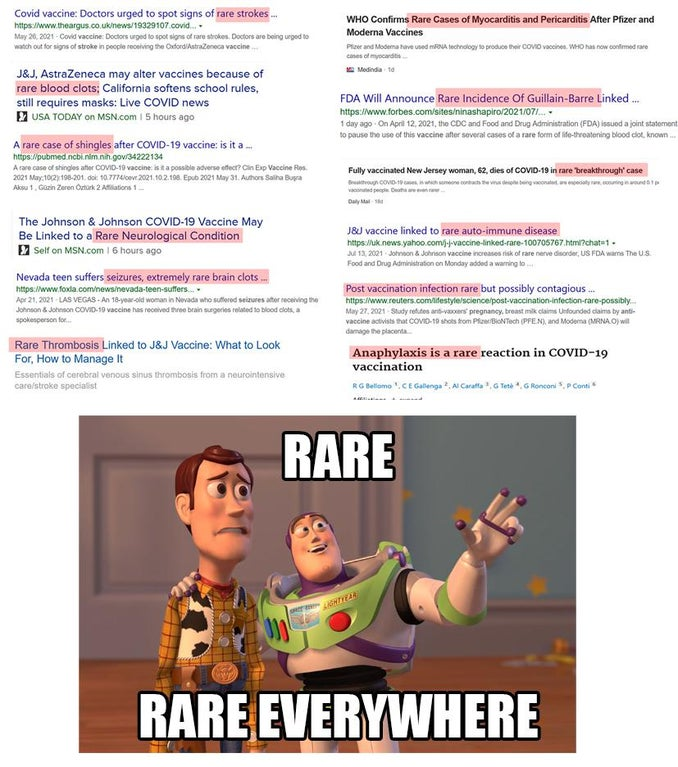 Covid vaccine: Doctors urged to spot signs of rare strokes ...
https://www.theargus.co.uk/news/19329107.covid...
May 26, 2021 · Covid vaccine: Doctors urged to spot signs of rare strokes. Doctors are being urged to
watch out for signs of stroke in people receiving the Oxford/AstraZeneca vaccine ...
J&J, AstraZeneca may alter vaccines because of
rare blood clots; California softens school rules,
still requires masks: Live COVID news
USA TODAY on MSN.com | 5 hours ago
A rare case of shingles after COVID-19 vaccine: is it a ...
https://pubmed.ncbi.nlm.nih.gov/34222134
A rare case of shingles after COVID-19 vaccine: is it a possible adverse effect? Clin Exp Vaccine Res.
2021 May;10(2):198-201. doi: 10.7774/cevr.2021.10.2.198. Epub 2021 May 31. Authors Saliha Buşra
Aksu 1 , Güzin Zeren Öztürk 2 Affiliations 1 ...
The Johnson & Johnson COVID-19 Vaccine May
Be Linked to a Rare Neurological Condition
Self on MSN.com | 6 hours ago
Nevada teen suffers seizures, extremely rare brain clots ...
https://www.foxla.com/news/nevada-teen-suffers...
Apr 21, 2021 · LAS VEGAS - An 18-year-old woman in Nevada who suffered seizures after receiving the
Johnson & Johnson COVID-19 vaccine has received three brain surgeries related to blood clots, a
spokesperson for...
Rare Thrombosis Linked to J&J Vaccine: What to Look
For, How to Manage It
Essentials of cerebral venous sinus thrombosis from a neurointensive
care/stroke specialist
WHO Confirms Rare Cases of Myocarditis and Pericarditis After Pfizer and
Moderna Vaccines
Pfizer and Moderna have used mRNA technology to produce their COVID vaccines. WHO has now confirmed rare
cases of myocarditis ...
Medindia · 1d
FDA Will Announce Rare Incidence Of Guillain-Barre Linked ...
https://www.forbes.com/sites/ninashapiro/2021/07/...
1 day ago · On April 12, 2021, the CDC and Food and Drug Administration (FDA) issued a joint statement
to pause the use of this vaccine after several cases of a rare form of life-threatening blood clot, known ...
Fully vaccinated New Jersey woman, 62, dies of COVID-19 in rare 'breakthrough' case
Breakthrough COVID-19 cases, in which someone contracts the virus despite being vaccinated, are especially rare, occurring in around 0.1 pe
vaccinated people. Deaths are even rarer ...
Daily Mail · 16d
J&J vaccine linked to rare auto-immune disease
https://uk.news.yahoo.com/j-j-vaccine-linked-rare-100705767.html?chat=1
Jul 13, 2021 · Johnson & Johnson vaccine increases risk of rare nerve disorder, US FDA warns The U.S.
Food and Drug Administration on Monday added a warning to ...
Post vaccination infection rare but possibly contagious ...
https://www.reuters.com/lifestyle/science/post-vaccination-infection-rare-possibly...
May 27, 2021 · Study refutes anti-vaxxers' pregnancy, breast milk claims Unfounded claims by anti-
vaccine activists that COVID-19 shots from Pfizer/BioNTech (PFE.N), and Moderna (MRNA.O) will
damage the placenta...
Anaphylaxis is a rare reaction in COVID-19
vaccination
R G Bellomo 1, C E Gallenga 2, Al Caraffa 3, G Tetè 4, G Ronconi 5, P Conti 6
RARE
SPACE RANGER LIGHTYEAR
RARE EVERYWHERE